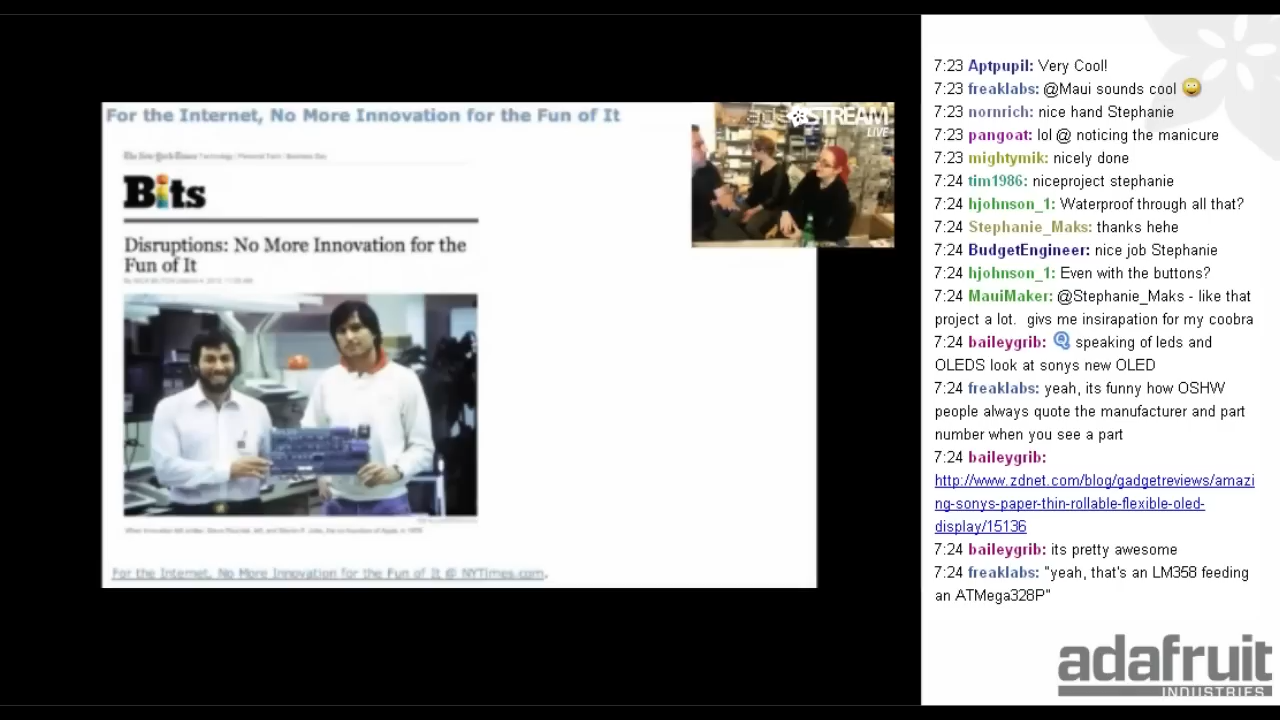 For the Internet, No More Innovation for the Fun of It
STREAM
LIVE
The New York Times
Bits
Disruptions: No More Innovation for the
Fun of It
For the Internet, No More Innovation for the Fun of It @ NYTimes.com.
7:23 Aptpupil: Very Cool!
7:23 freaklabs: @Maui sounds cool
7:23 nornrich: nice hand Stephanie
7:23 pangoat: lol @ noticing the manicure
7:23 mightymik: nicely done
7:24 tim1986: niceproject stephanie
7:24 hjohnson_1: Waterproof through all that?
7:24 Stephanie_Maks: thanks hehe
7:24 BudgetEngineer: nice job Stephanie
7:24 hjohnson_1: Even with the buttons?
7:24 MauiMaker: @Stephanie_Maks - like that
project a lot. givs me insirapation for my coobra
7:24 baileygrib: speaking of leds and
OLEDS look at sonys new OLED
7:24 freaklabs: yeah, its funny how OSHW
people always quote the manufacturer and part
number when you see a part
7:24 baileygrib:
http://www.zdnet.com/blog/gadgetreviews/amazi
ng-sonys-paper-thin-rollable-flexible-oled-
display/15136
7:24 baileygrib: its pretty awesome
7:24 freaklabs: "yeah, that's an LM358 feeding
an ATMega328P"
adafruit
INDUSTRIES